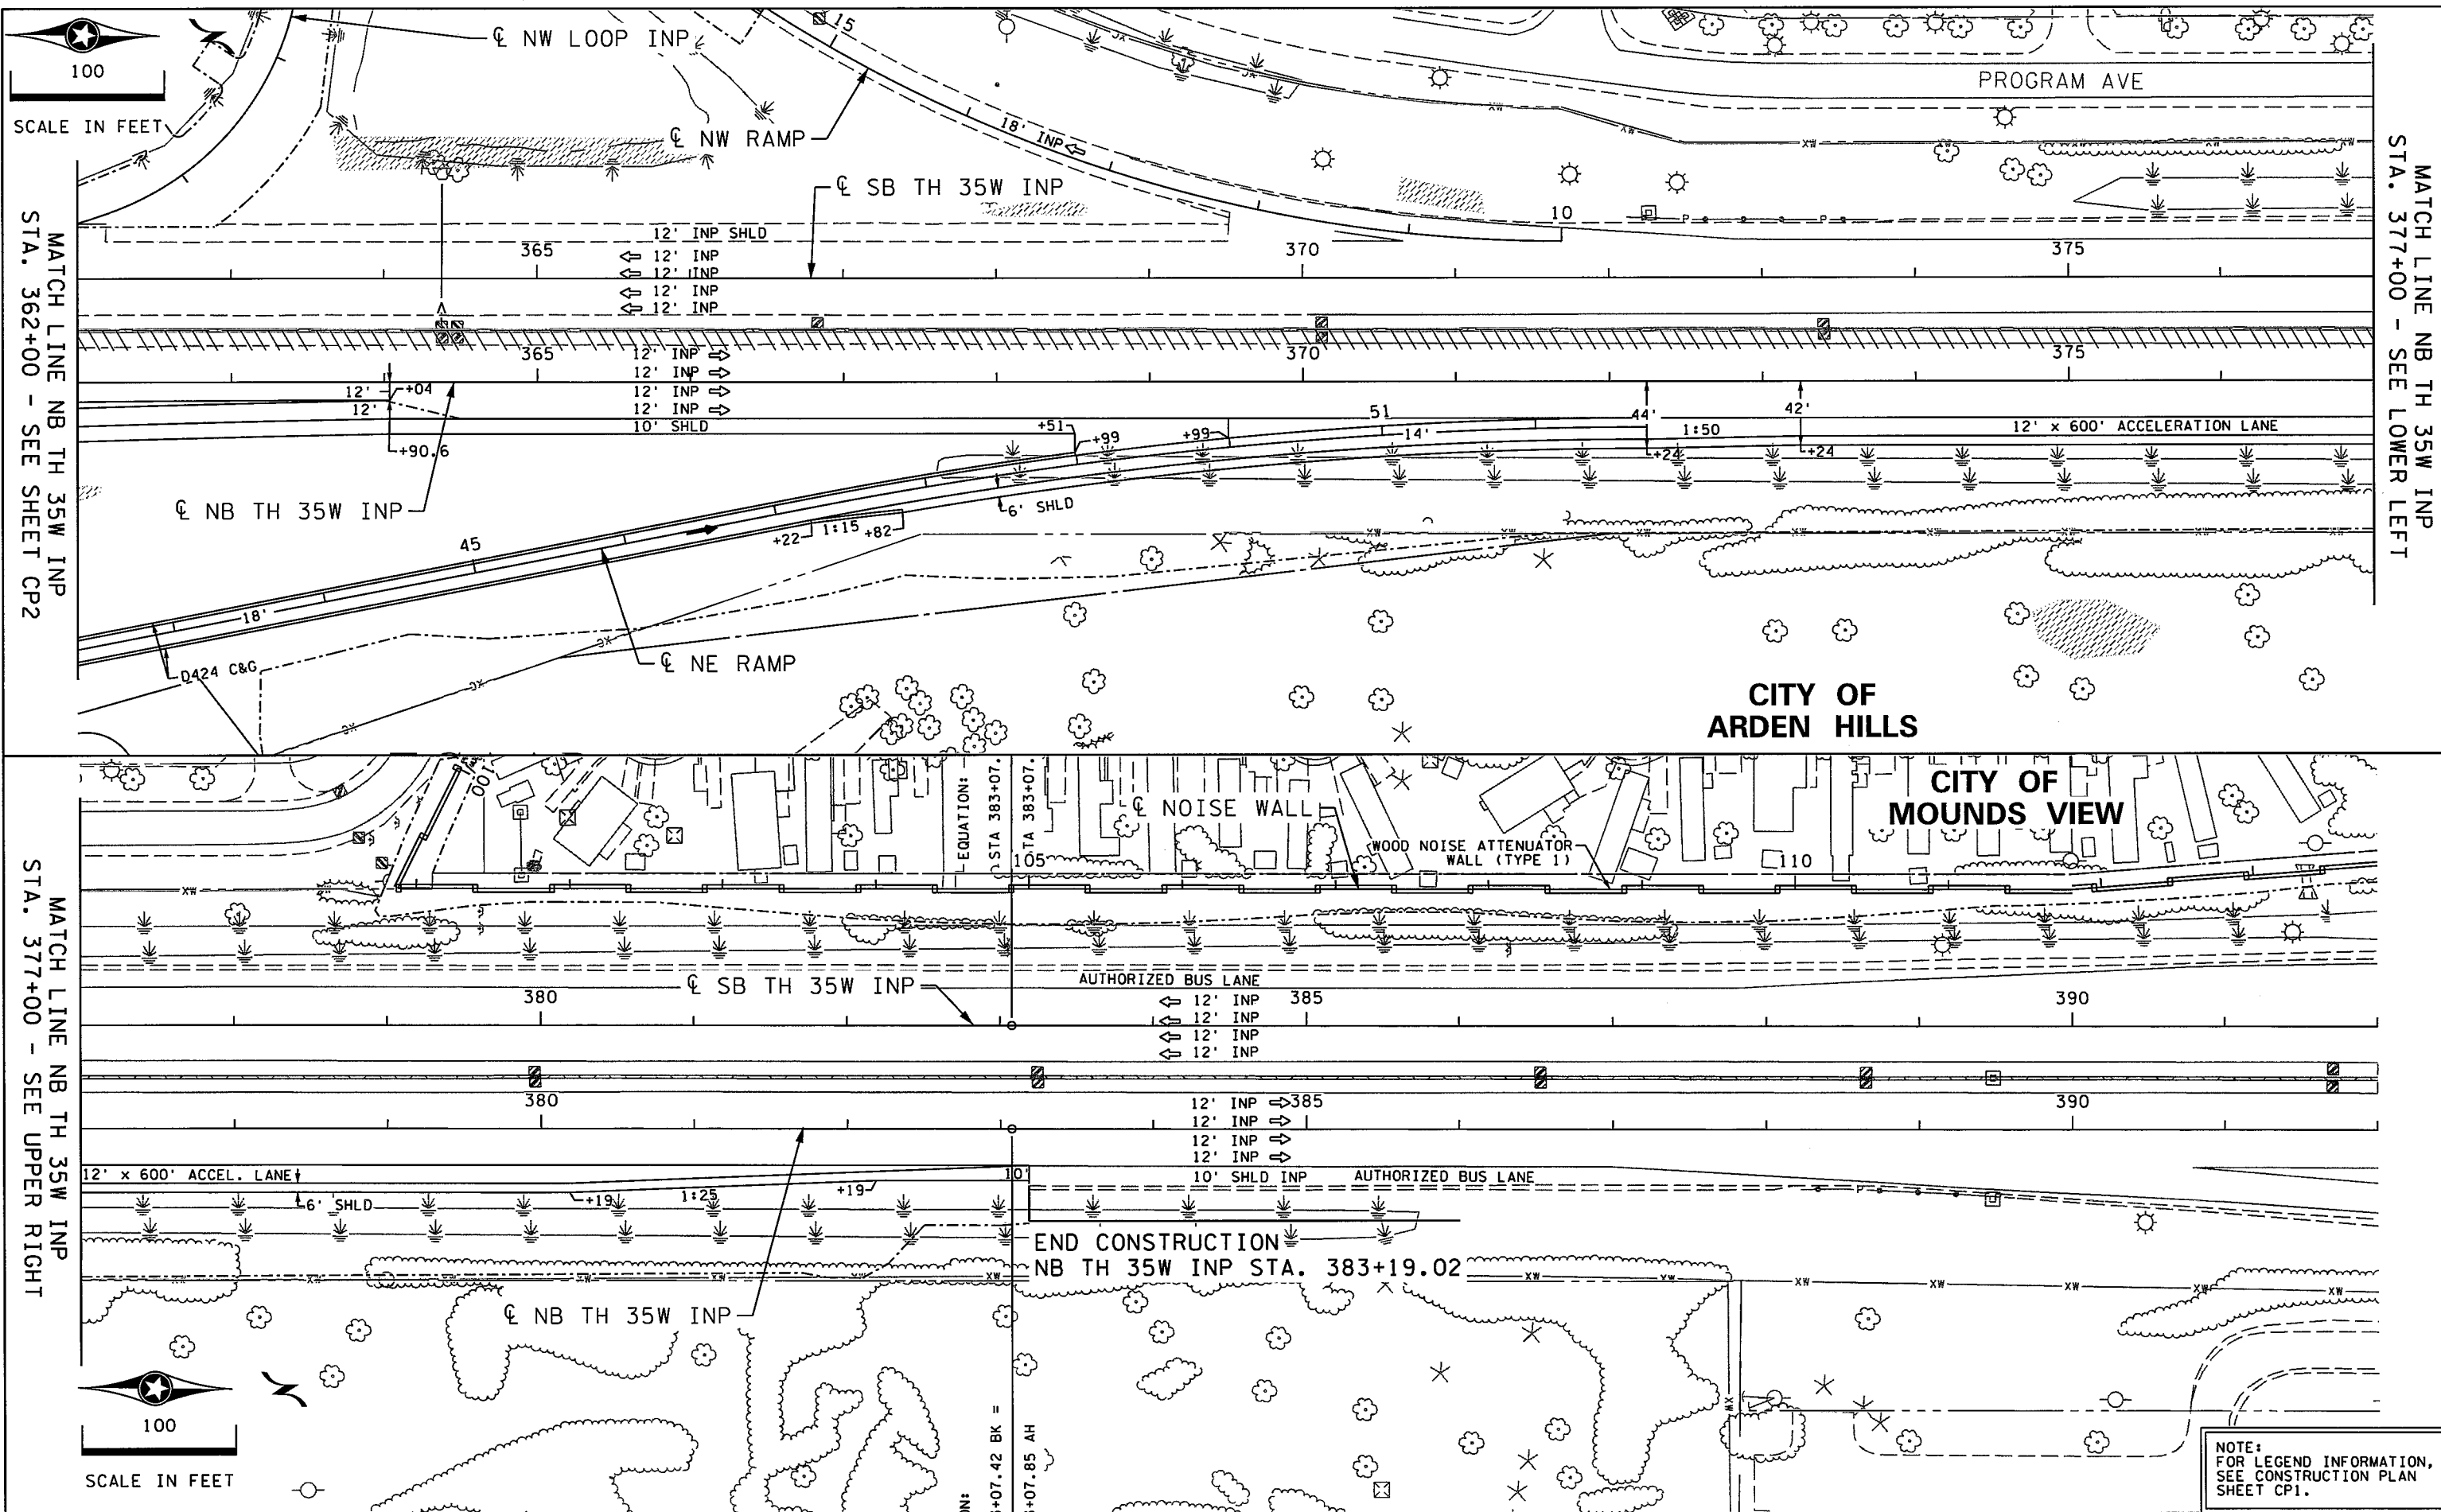 ℄ NW LOOP INP
15
100
SCALE IN FEET
PROGRAM AVE
℄ NW RAMP
18' INP
℄ SB TH 35W INP
10
12' INP SHLD
365
370
375
12' INP
12' INP
12' INP
12' INP
MATCH LINE NB TH 35W INP
STA. 362+00 - SEE SHEET CP2
MATCH LINE NB TH 35W INP
STA. 377+00 - SEE LOWER LEFT
365
370
375
12' INP
12' INP
12' INP
12' INP
12'
+04
12'
10' SHLD
+90.6
+51
+99
+99
51
14'
44'
42'
1:50
12' x 600' ACCELERATION LANE
+24
+24
℄ NB TH 35W INP
6' SHLD
+22
1:15
+82
45
18'
D424 C&G
℄ NE RAMP
CITY OF
ARDEN HILLS
100
EQUATION:
STA 383+07.
TA 383+07.
℄ NOISE WALL
CITY OF
MOUNDS VIEW
105
WOOD NOISE ATTENUATOR
WALL (TYPE 1)
110
XW
MATCH LINE NB TH 35W INP
STA. 377+00 - SEE UPPER RIGHT
℄ SB TH 35W INP
AUTHORIZED BUS LANE
380
385
390
12' INP
12' INP
12' INP
12' INP
380
385
390
12' INP
12' INP
12' INP
12' INP
12' x 600' ACCEL. LANE
10'
10' SHLD INP
AUTHORIZED BUS LANE
6' SHLD
+19
1:25
+19
P
END CONSTRUCTION
NB TH 35W INP STA. 383+19.02
XW
XW
XW
XW
XW
℄ NB TH 35W INP
100
SCALE IN FEET
ON:
+07.42 BK =
+07.85 AH
NOTE:
FOR LEGEND INFORMATION,
SEE CONSTRUCTION PLAN
SHEET CP1.